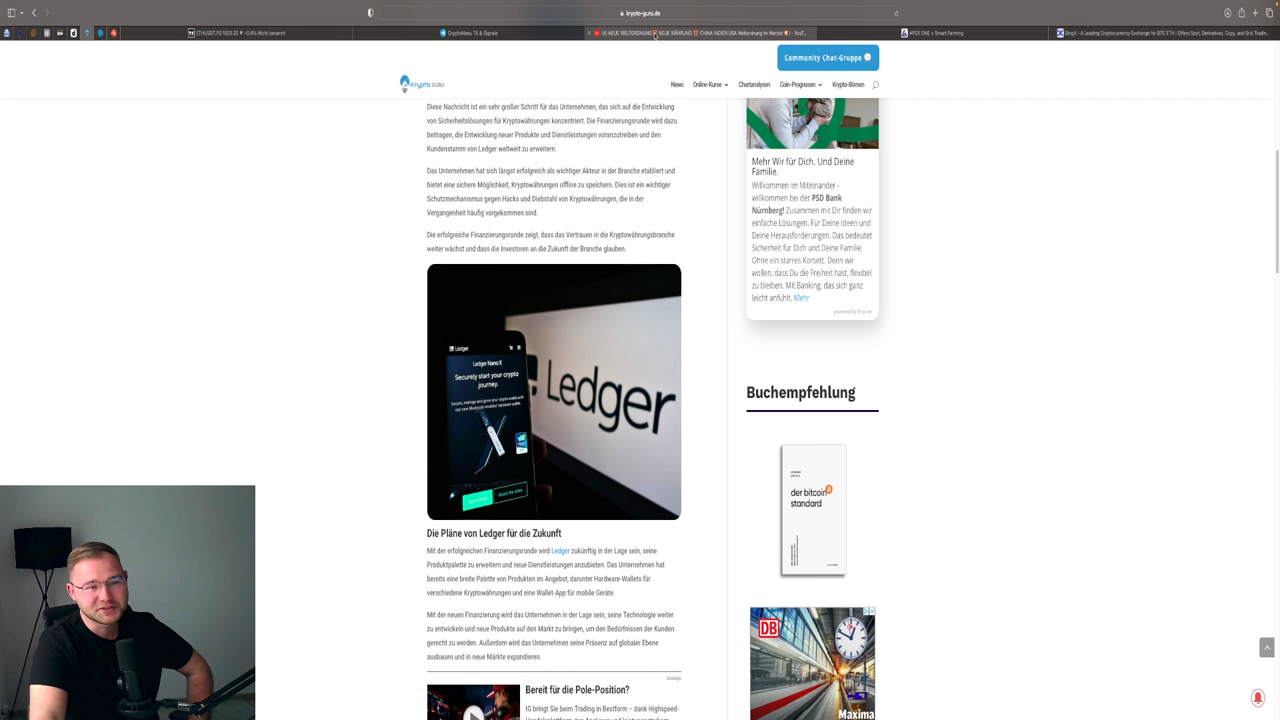 krypto-guru.de
ETHUSDT.PS 1823.20 ▼ −0.4% Nicht benannt
CryptoManu TA & Signale
(4) NEUE WELTORDNUNG NEUE WÄHRUNG CHINA INDIEN USA Weltordnung im Wandel - YouT...
APEX ONE + Smart Farming
BingX - A Leading Cryptocurrency Exchange for BTC ETH | Offers Spot, Derivatives, Copy, and Grid Tradin...
Community Chat-Gruppe
Krypto GURU
News
Online-Kurse
Chartanalysen
Coin-Prognosen
Krypto-Börsen
Diese Nachricht ist ein sehr großer Schritt für das Unternehmen, das sich auf die Entwicklung
von Sicherheitslösungen für Kryptowährungen konzentriert. Die Finanzierungsrunde wird dazu
beitragen, die Entwicklung neuer Produkte und Dienstleistungen voranzutreiben und den
Kundenstamm von Ledger weltweit zu erweitern.
Das Unternehmen hat sich längst erfolgreich als wichtiger Akteur in der Branche etabliert und
bietet eine sichere Möglichkeit, Kryptowährungen offline zu speichern. Dies ist ein wichtiger
Schutzmechanismus gegen Hacks und Diebstahl von Kryptowährungen, die in der
Vergangenheit häufig vorgekommen sind.
Die erfolgreiche Finanzierungsrunde zeigt, dass das Vertrauen in die Kryptowährungsbranche
weiter wächst und dass die Investoren an die Zukunft der Branche glauben.
Ledger
Ledger Nano X
Securely start your crypto
journey.
Ledger
Die Pläne von Ledger für die Zukunft
Mit der erfolgreichen Finanzierungsrunde wird Ledger zukünftig in der Lage sein, seine
Produktpalette zu erweitern und neue Dienstleistungen anzubieten. Das Unternehmen hat
bereits eine breite Palette von Produkten im Angebot, darunter Hardware-Wallets für
verschiedene Kryptowährungen und eine Wallet-App für mobile Geräte.
Mit der neuen Finanzierung wird das Unternehmen in der Lage sein, seine Technologie weiter
zu entwickeln und neue Produkte auf den Markt zu bringen, um den Bedürfnissen der Kunden
gerecht zu werden. Außerdem wird das Unternehmen seine Präsenz auf globaler Ebene
ausbauen und in neue Märkte expandieren.
Anzeige
Bereit für die Pole-Position?
IG bringt Sie beim Trading in Bestform – dank Highspeed-
Mehr Wir für Dich. Und Deine
Familie.
Willkommen im Miteinander -
willkommen bei der PSD Bank
Nürnberg! Zusammen mit Dir finden wir
einfache Lösungen. Für Deine Ideen und
Deine Herausforderungen. Das bedeutet
Sicherheit für Dich und Deine Familie.
Ohne ein starres Korsett. Denn wir
wollen, dass Du die Freiheit hast, flexibel
zu bleiben. Mit Banking, das sich ganz
leicht anfühlt. Mehr
powered by finative
Buchempfehlung
der bitcoin
standard
DB
Maxima